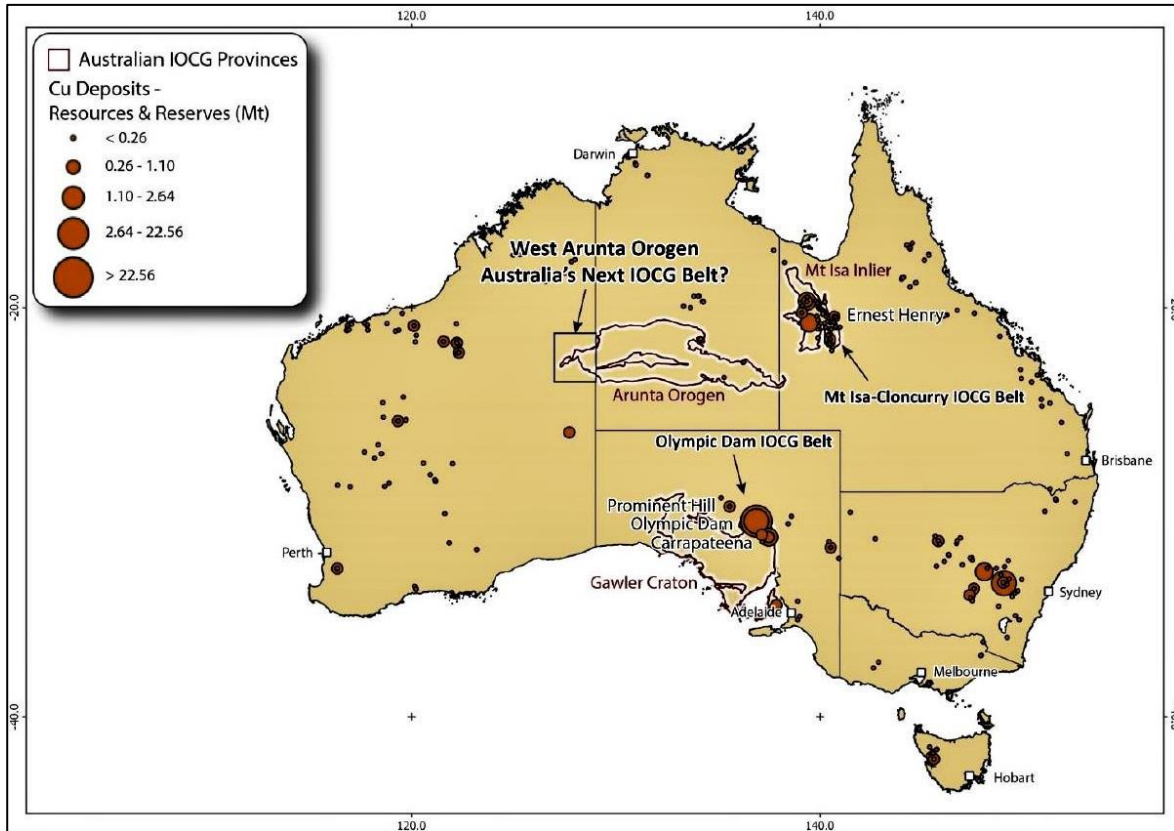 120.0
140.0
Australian IOCG Provinces
Cu Deposits -
Resources & Reserves (Mt)
< 0.26
0.26 - 1.10
1.10 - 2.64
2.64 - 22.56
> 22.56
Darwin
West Arunta Orogen
Australia's Next IOCG Belt?
Mt Isa Inlier
-20.0
Ernest Henry
Mt Isa-Cloncurry IOCG Belt
Arunta Orogen
Olympic Dam IOCG Belt
Brisbane
Prominent Hill
Olympic Dam
Carrapateena
Perth
Gawler Craton
Adelaide
Sydney
Melbourne
-40.0
Hobart
120.0
140.0